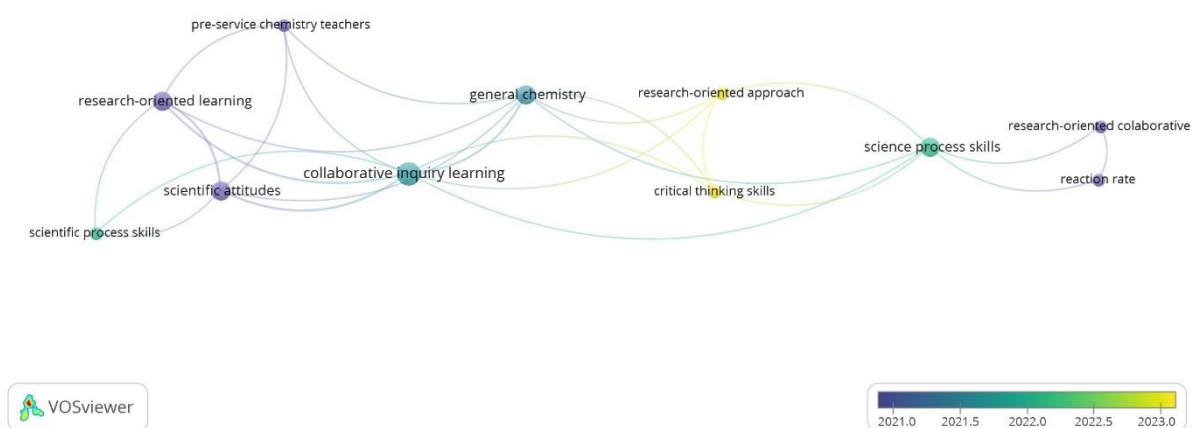 pre-service chemistry teachers
research-oriented learning
general chemistry
research-oriented approach
research-oriented colaborative
science process skills
collaborative inquiry learning
reaction rate
scientific attitudes
critical thinking skills
scientific process skills
VOSviewer
2021.0 2021.5 2022.0 2022.5 2023.0